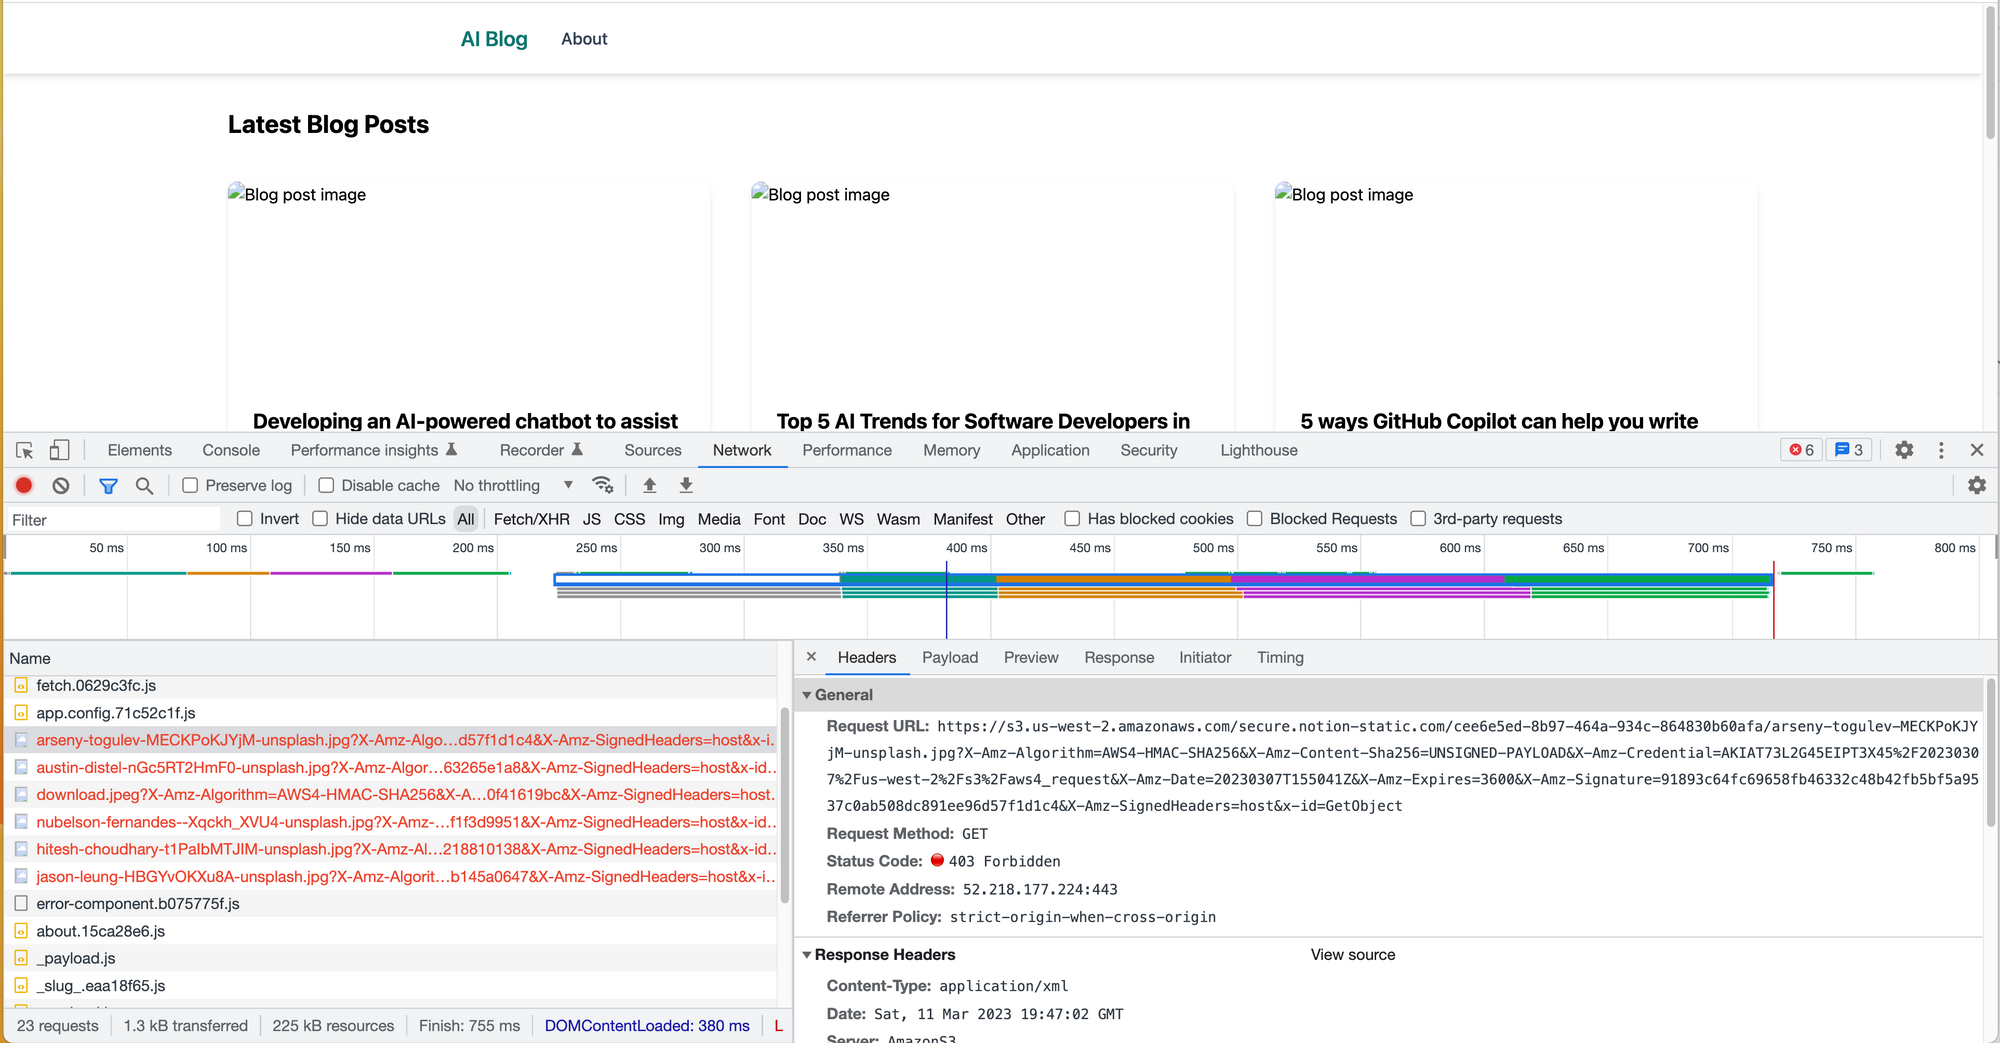 AI Blog About
Latest Blog Posts
Blog post image Blog post image Blog post image
Developing an AI-powered chatbot to assist Top 5 AI Trends for Software Developers in 5 ways GitHub Copilot can help you write
Elements Console Performance insights Recorder Sources Network Performance Memory Application Security Lighthouse 6 3
Preserve log Disable cache No throttling
Filter Invert Hide data URLs All Fetch/XHR JS CSS Img Media Font Doc WS Wasm Manifest Other Has blocked cookies Blocked Requests 3rd-party requests
50 ms 100 ms 150 ms 200 ms 250 ms 300 ms 350 ms 400 ms 450 ms 500 ms 550 ms 600 ms 650 ms 700 ms 750 ms 800 ms
Name
fetch.0629c3fc.js
app.config.71c52c1f.js
arseny-togulev-MECKPoKJYjM-unsplash.jpg?X-Amz-Algo…d57f1d1c4&X-Amz-SignedHeaders=host&x-i…
austin-distel-nGc5RT2HmF0-unsplash.jpg?X-Amz-Algor…63265e1a8&X-Amz-SignedHeaders=host&x-id…
download.jpeg?X-Amz-Algorithm=AWS4-HMAC-SHA256&X-A…0f41619bc&X-Amz-SignedHeaders=host…
nubelson-fernandes--Xqckh_XVU4-unsplash.jpg?X-Amz-…f1f3d9951&X-Amz-SignedHeaders=host&x-id…
hitesh-choudhary-t1PaIbMTJIM-unsplash.jpg?X-Amz-Al…218810138&X-Amz-SignedHeaders=host&x-id…
jason-leung-HBGYvOKXu8A-unsplash.jpg?X-Amz-Algorit…b145a0647&X-Amz-SignedHeaders=host&x-i…
error-component.b075775f.js
about.15ca28e6.js
_payload.js
_slug_.eaa18f65.js
23 requests 1.3 kB transferred 225 kB resources Finish: 755 ms DOMContentLoaded: 380 ms L
Headers Payload Preview Response Initiator Timing
General
Request URL: https://s3.us-west-2.amazonaws.com/secure.notion-static.com/cee6e5ed-8b97-464a-934c-864830b60afa/arseny-togulev-MECKPoKJY
jM-unsplash.jpg?X-Amz-Algorithm=AWS4-HMAC-SHA256&X-Amz-Content-Sha256=UNSIGNED-PAYLOAD&X-Amz-Credential=AKIAT73L2G45EIPT3X45%2F2023030
7%2Fus-west-2%2Fs3%2Faws4_request&X-Amz-Date=20230307T155041Z&X-Amz-Expires=3600&X-Amz-Signature=91893c64fc69658fb46332c48b42fb5bf5a95
37c0ab508dc891ee96d57f1d1c4&X-Amz-SignedHeaders=host&x-id=GetObject
Request Method: GET
Status Code: 403 Forbidden
Remote Address: 52.218.177.224:443
Referrer Policy: strict-origin-when-cross-origin
Response Headers View source
Content-Type: application/xml
Date: Sat, 11 Mar 2023 19:47:02 GMT
Server: AmazonS3